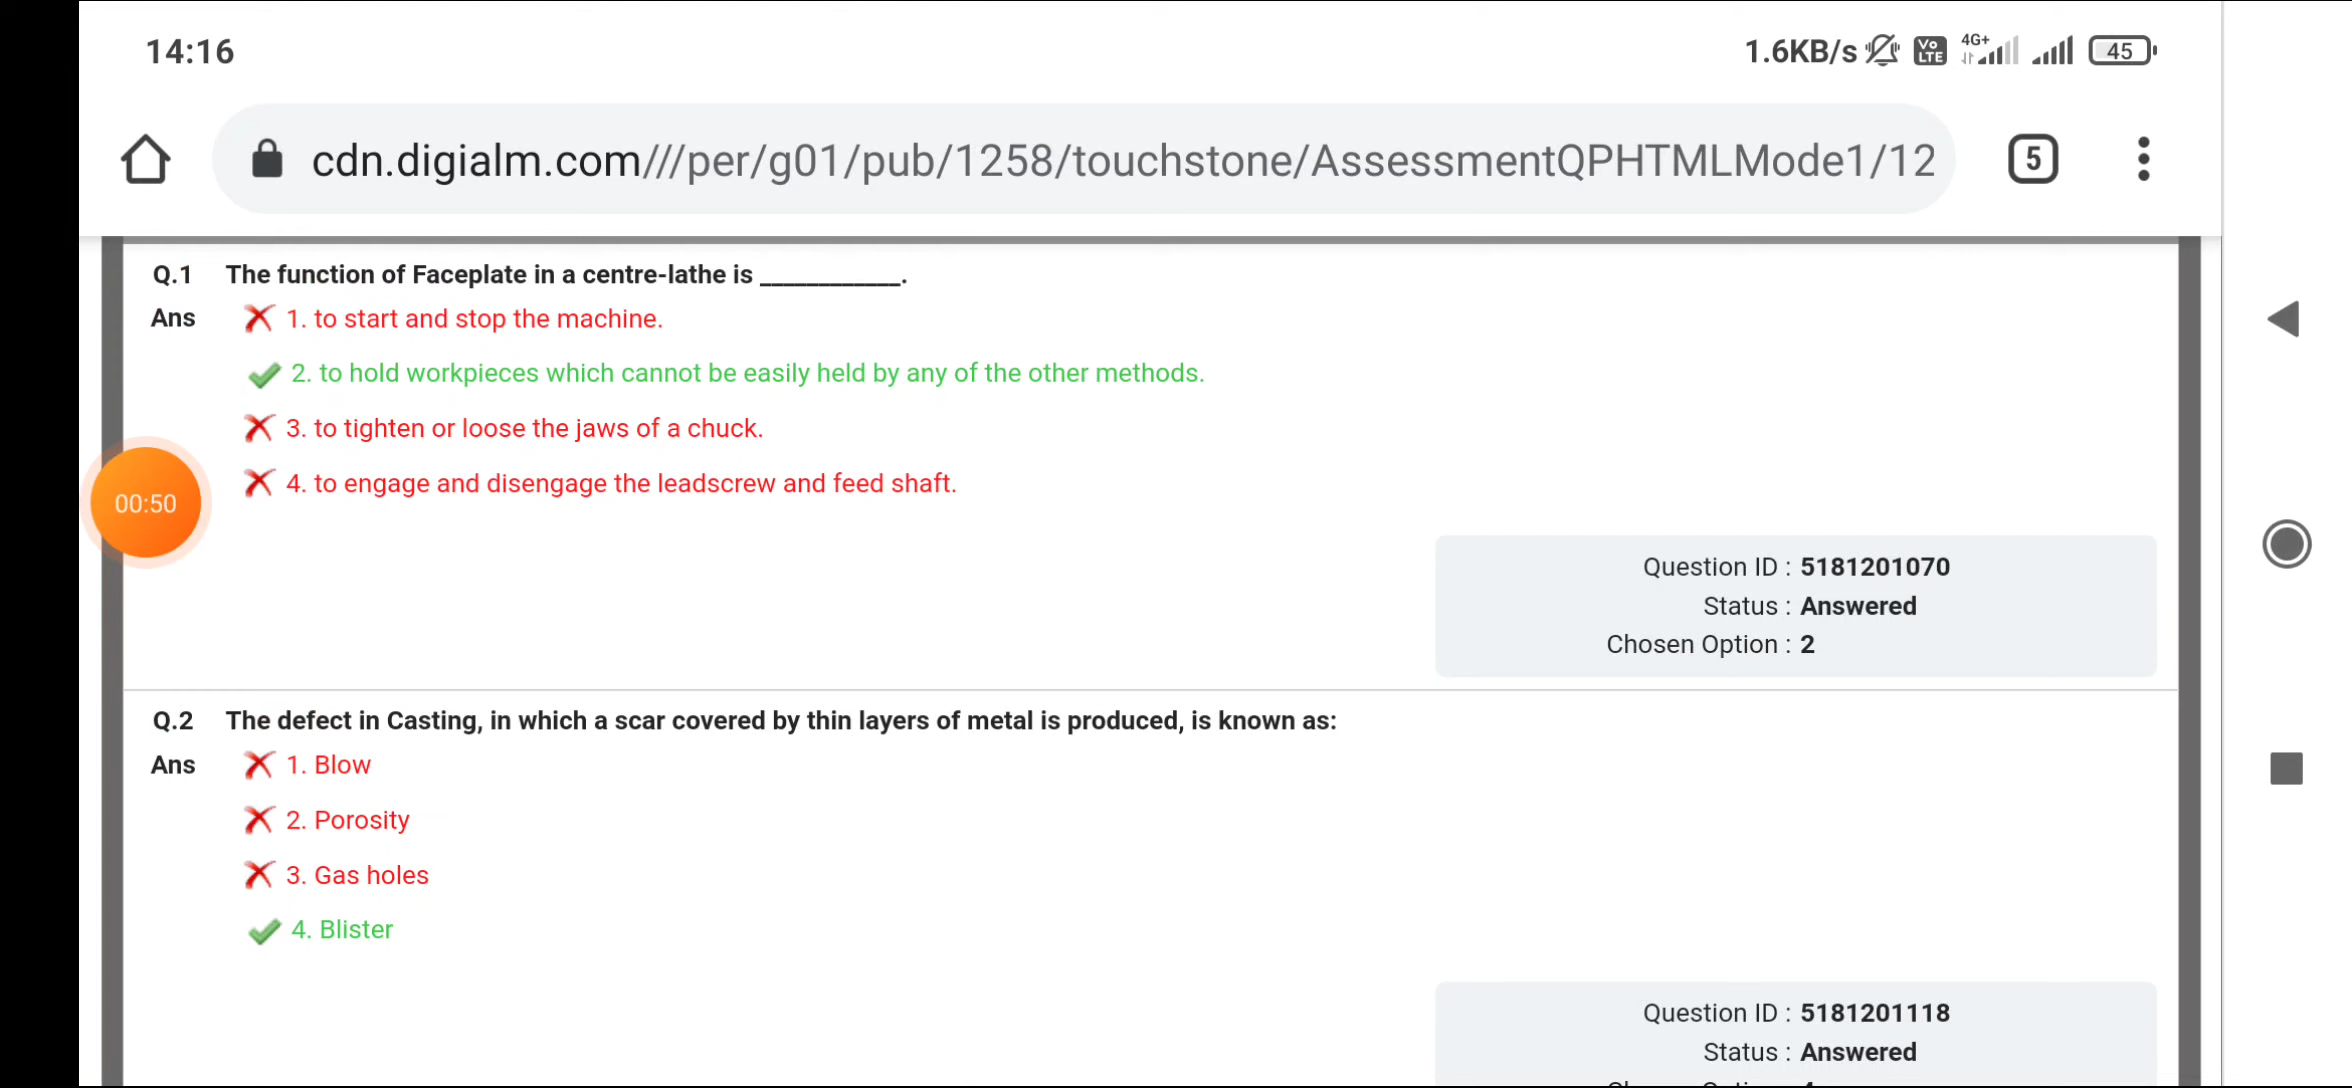 14:16
1.6KB/s Vo LTE 4G+ 45
cdn.digialm.com///per/g01/pub/1258/touchstone/AssessmentQPHTMLMode1/12 5
Q.1 The function of Faceplate in a centre-lathe is ____________.
Ans 1. to start and stop the machine.
2. to hold workpieces which cannot be easily held by any of the other methods.
3. to tighten or loose the jaws of a chuck.
4. to engage and disengage the leadscrew and feed shaft.
00:50
Question ID : 5181201070
Status : Answered
Chosen Option : 2
Q.2 The defect in Casting, in which a scar covered by thin layers of metal is produced, is known as:
Ans 1. Blow
2. Porosity
3. Gas holes
4. Blister
Question ID : 5181201118
Status : Answered